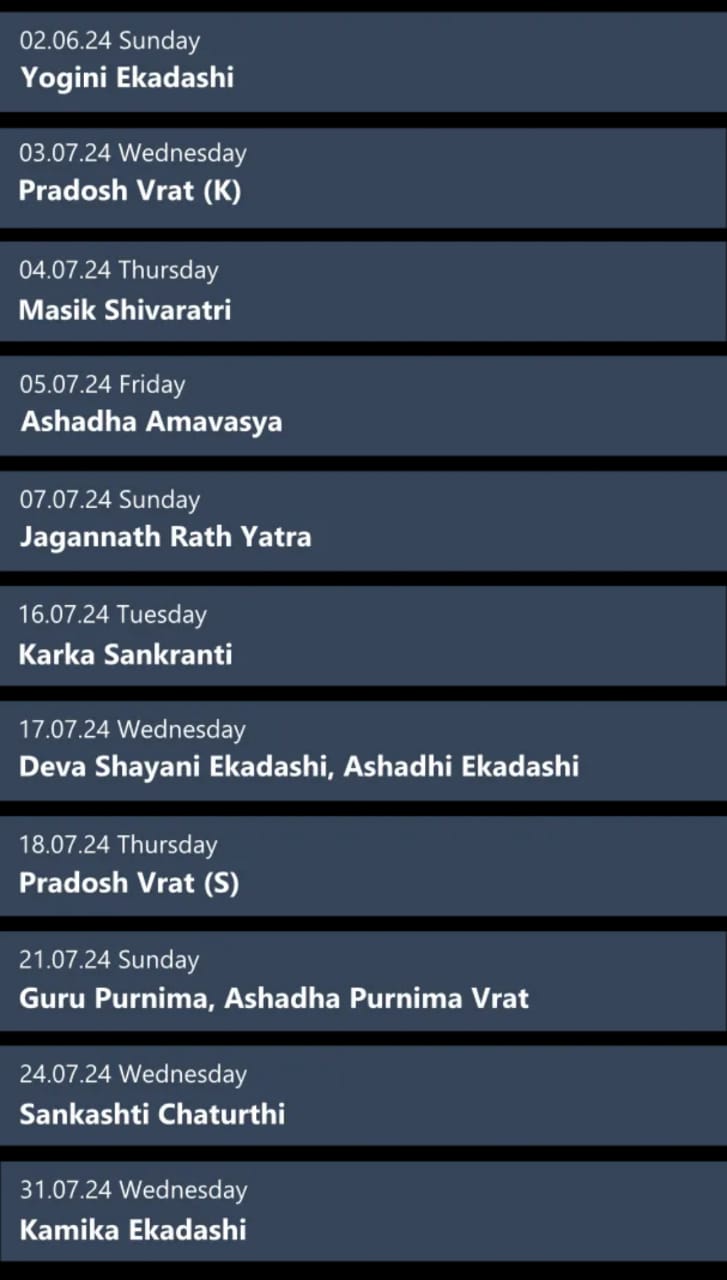 02.06.24 Sunday
Yogini Ekadashi
03.07.24 Wednesday
Pradosh Vrat (K)
04.07.24 Thursday
Masik Shivaratri
05.07.24 Friday
Ashadha Amavasya
07.07.24 Sunday
Jagannath Rath Yatra
16.07.24 Tuesday
Karka Sankranti
17.07.24 Wednesday
Deva Shayani Ekadashi, Ashadhi Ekadashi
18.07.24 Thursday
Pradosh Vrat (S)
21.07.24 Sunday
Guru Purnima, Ashadha Purnima Vrat
24.07.24 Wednesday
Sankashti Chaturthi
31.07.24 Wednesday
Kamika Ekadashi